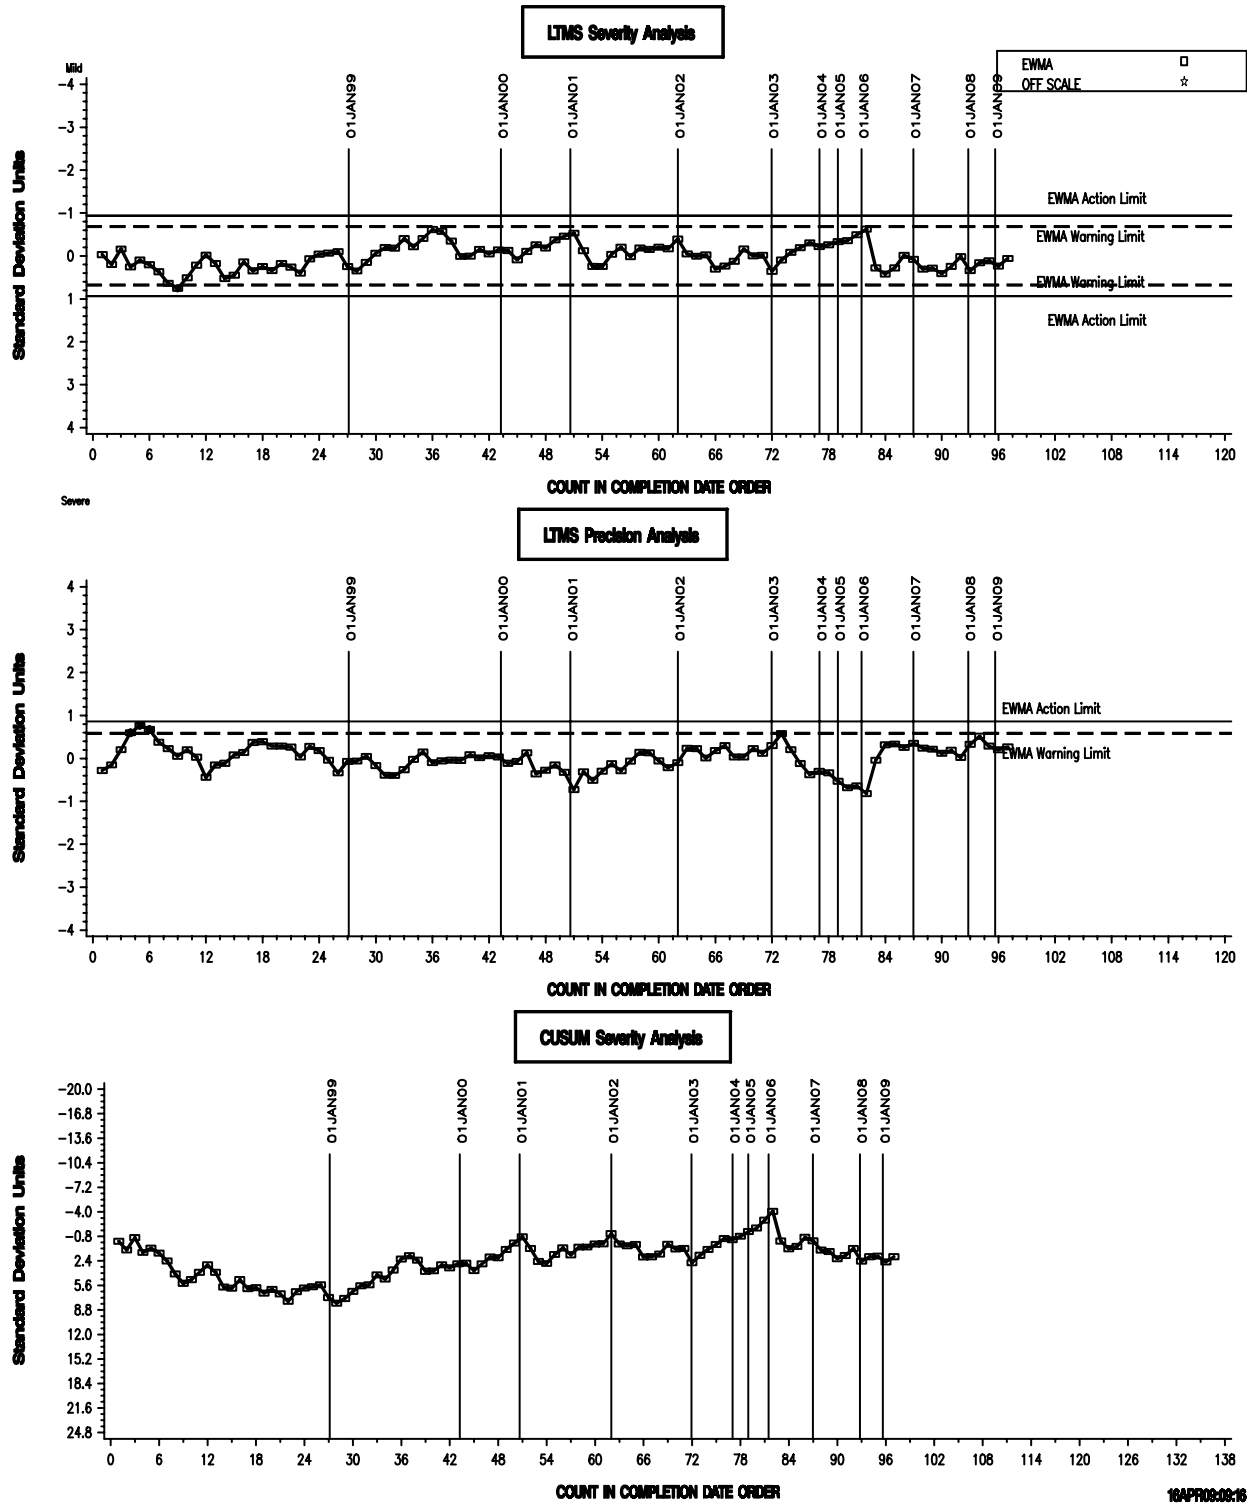 LTMS Severity Analysis
EWMA
OFF SCALE
Mild
01JAN99 01JAN00 01JAN01 01JAN02 01JAN03 01JAN04 01JAN05 01JAN06 01JAN07 01JAN08 01JAN09
-4
-3
-2
-1
0
1
2
3
4
Standard Deviation Units
EWMA Action Limit
EWMA Warning Limit
EWMA Warning Limit
EWMA Action Limit
0 6 12 18 24 30 36 42 48 54 60 66 72 78 84 90 96 102 108 114 120
COUNT IN COMPLETION DATE ORDER
Severe
LTMS Precision Analysis
01JAN99 01JAN00 01JAN01 01JAN02 01JAN03 01JAN04 01JAN05 01JAN06 01JAN07 01JAN08 01JAN09
4
3
2
1
0
-1
-2
-3
-4
Standard Deviation Units
EWMA Action Limit
EWMA Warning Limit
0 6 12 18 24 30 36 42 48 54 60 66 72 78 84 90 96 102 108 114 120
COUNT IN COMPLETION DATE ORDER
CUSUM Severity Analysis
01JAN99 01JAN00 01JAN01 01JAN02 01JAN03 01JAN04 01JAN05 01JAN06 01JAN07 01JAN08 01JAN09
-20.0
-16.8
-13.6
-10.4
-7.2
-4.0
-0.8
2.4
5.6
8.8
12.0
15.2
18.4
21.6
24.8
Standard Deviation Units
0 6 12 18 24 30 36 42 48 54 60 66 72 78 84 90 96 102 108 114 120 126 132 138
COUNT IN COMPLETION DATE ORDER
16APR09:09:16